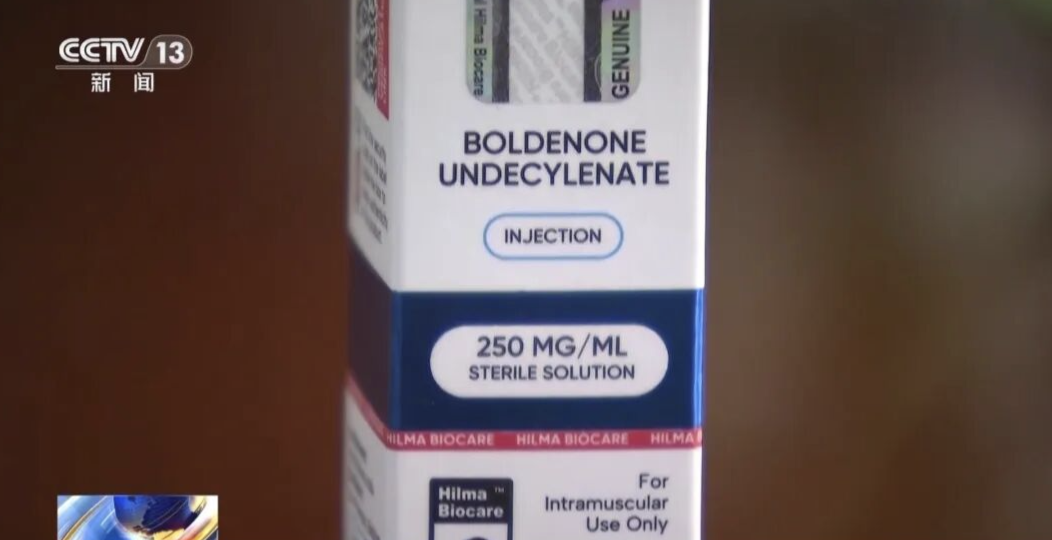 CCTV 13
新闻
Hilma Biocare
GENUINE
BOLDENONE
UNDECYLENATE
INJECTION
250 MG/ML
STERILE SOLUTION
HILMA BIOCARE HILMA BIOCARE HILMA
Hilma ™
Biocare
For
Intramuscular
Use Only